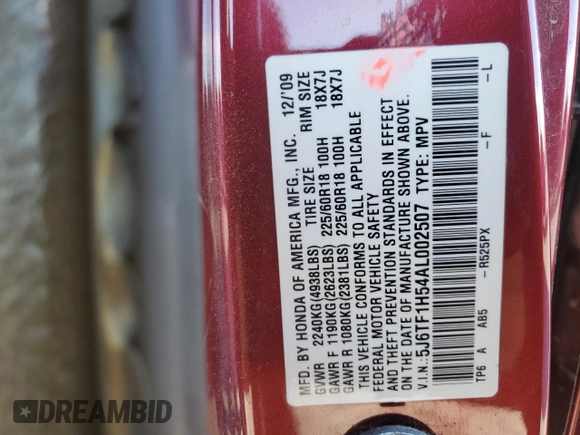 MFD. BY HONDA OF AMERICA MFG., INC. 12/'09
TIRE SIZE RIM SIZE
GVWR 2240KG(4938LBS)
GAWR F 1190KG(2623LBS) 225/60R18 100H 18X7J
GAWR R 1080KG(2381LBS) 225/60R18 100H 18X7J
THIS VEHICLE CONFORMS TO ALL APPLICABLE
FEDERAL MOTOR VEHICLE SAFETY
AND THEFT PREVENTION STANDARDS IN EFFECT
ON THE DATE OF MANUFACTURE SHOWN ABOVE.
V.I.N.: 5J6TF1H54AL002507 TYPE: MPV
TP6 A AB5 -R525PX -F -L
DREAMBID